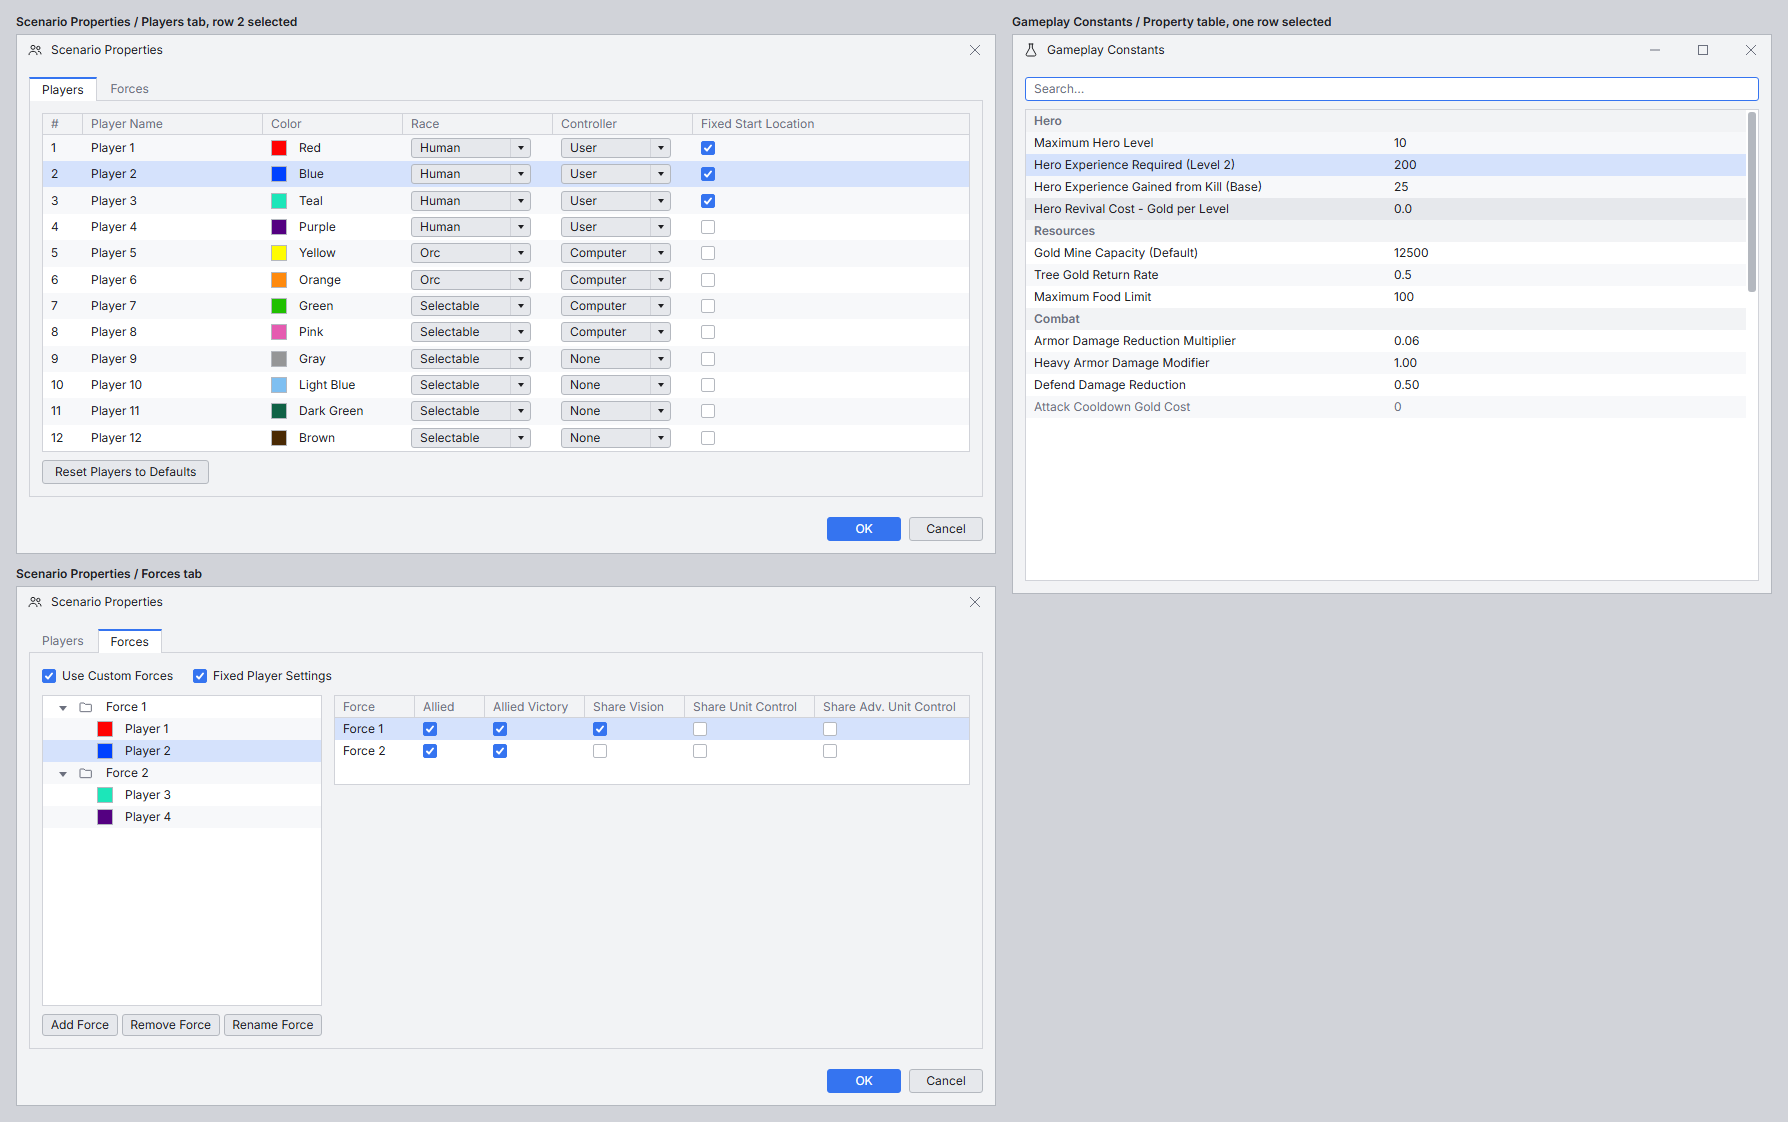 Scenario Properties / Players tab, row 2 selected
Scenario Properties
Players Forces
# Player Name Color Race Controller Fixed Start Location
1 Player 1 Red Human User
2 Player 2 Blue Human User
3 Player 3 Teal Human User
4 Player 4 Purple Human User
5 Player 5 Yellow Orc Computer
6 Player 6 Orange Orc Computer
7 Player 7 Green Selectable Computer
8 Player 8 Pink Selectable Computer
9 Player 9 Gray Selectable None
10 Player 10 Light Blue Selectable None
11 Player 11 Dark Green Selectable None
12 Player 12 Brown Selectable None
Reset Players to Defaults
OK Cancel
Scenario Properties / Forces tab
Scenario Properties
Players Forces
Use Custom Forces Fixed Player Settings
Force 1
Player 1
Player 2
Force 2
Player 3
Player 4
Force Allied Allied Victory Share Vision Share Unit Control Share Adv. Unit Control
Force 1
Force 2
Add Force Remove Force Rename Force
OK Cancel
Gameplay Constants / Property table, one row selected
Gameplay Constants
Search...
Hero
Maximum Hero Level 10
Hero Experience Required (Level 2) 200
Hero Experience Gained from Kill (Base) 25
Hero Revival Cost - Gold per Level 0.0
Resources
Gold Mine Capacity (Default) 12500
Tree Gold Return Rate 0.5
Maximum Food Limit 100
Combat
Armor Damage Reduction Multiplier 0.06
Heavy Armor Damage Modifier 1.00
Defend Damage Reduction 0.50
Attack Cooldown Gold Cost 0